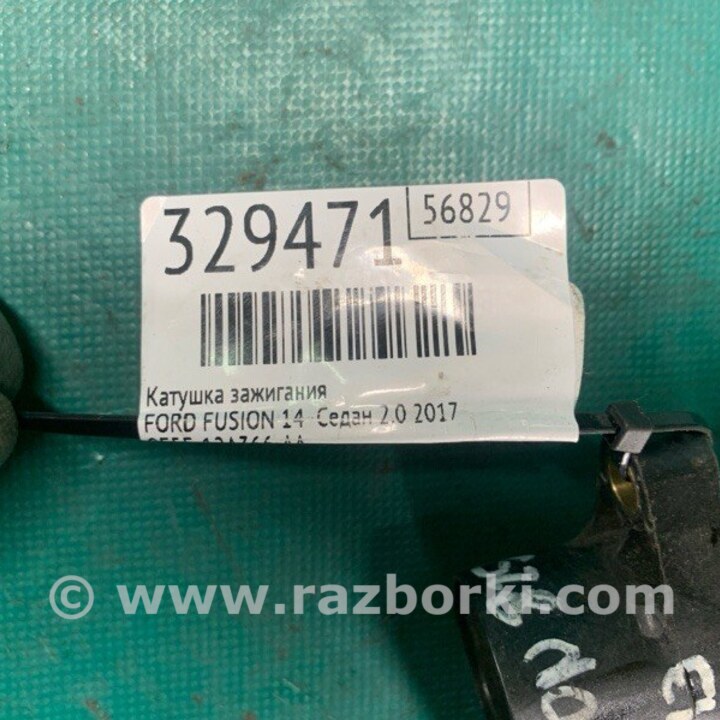 329471
56829
Катушка зажигания
FORD FUSION 14- Седан 2.0 2017
© www.razborki.com